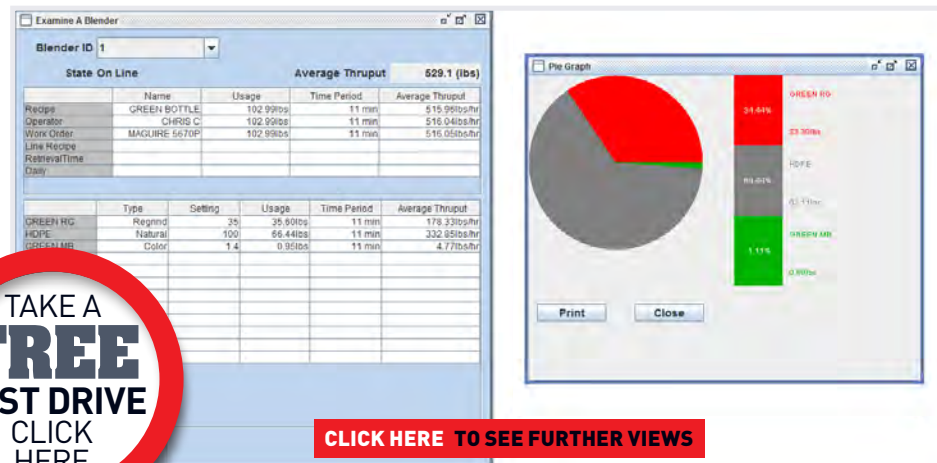 Examine A Blender
Blender ID 1
State On Line Average Thruput 529.1 (lbs)
Name Usage Time Period Average Thruput
Recipe GREEN BOTTLE 102.99lbs 11 min 515.95lbs/hr
Operator CHRIS C 102.99lbs 11 min 516.04lbs/hr
Work Order MAGUIRE 5670P 102.99lbs 11 min 516.05lbs/hr
Line Recipe
RetrievalTime
Daily
Type Setting Usage Time Period Average Thruput
GREEN RG Regrind 35 35.60lbs 11 min 178.33lbs/hr
HDPE Natural 100 66.44lbs 11 min 332.85lbs/hr
GREEN MB Color 1.4 0.95lbs 11 min 4.77lbs/hr
TAKE A
FREE
ST DRIVE
CLICK
HERE
Pie Graph
GREEN RG
34.44%
HDPE
GREEN MB
1.11%
Print Close
CLICK HERE TO SEE FURTHER VIEWS